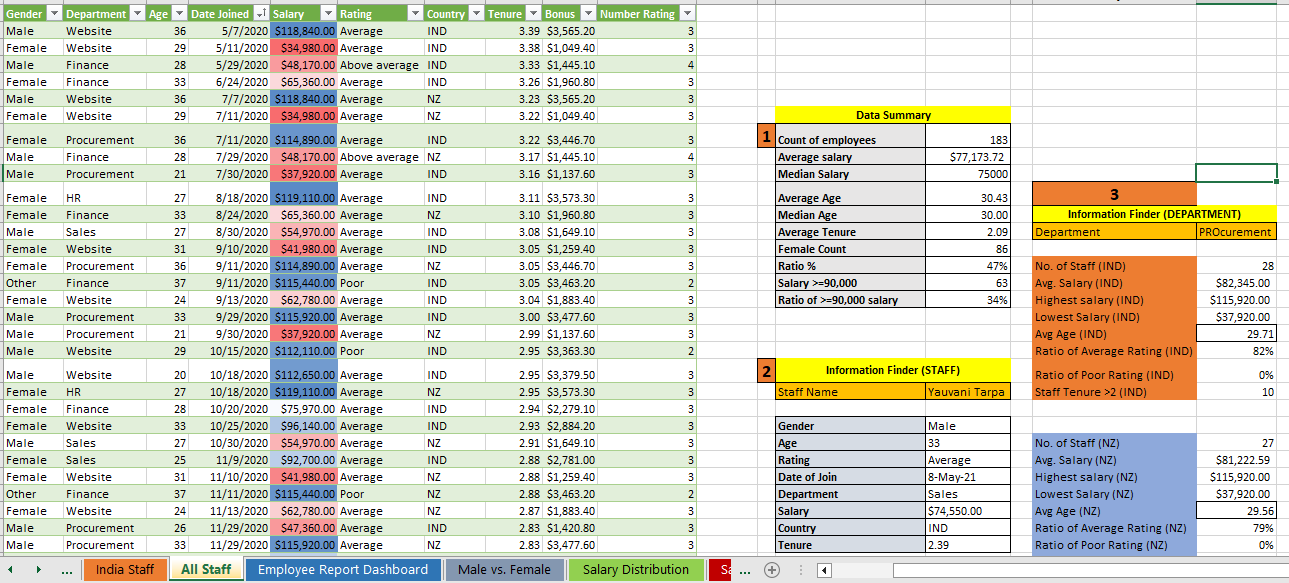 Gender Department Age Date Joined Salary Rating Country Tenure Bonus Number Rating
Male Website 36 5/7/2020 $118,840.00 Average IND 3.39 $3,565.20 3
Female Website 29 5/11/2020 $34,980.00 Average IND 3.38 $1,049.40 3
Male Finance 28 5/29/2020 $48,170.00 Above average IND 3.33 $1,445.10 4
Female Finance 33 6/24/2020 $65,360.00 Average IND 3.26 $1,960.80 3
Male Website 36 7/7/2020 $118,840.00 Average NZ 3.23 $3,565.20 3
Female Website 29 7/11/2020 $34,980.00 Average NZ 3.22 $1,049.40 3
Female Procurement 36 7/11/2020 $114,890.00 Average IND 3.22 $3,446.70 3
Male Finance 28 7/29/2020 $48,170.00 Above average NZ 3.17 $1,445.10 4
Male Procurement 21 7/30/2020 $37,920.00 Average IND 3.16 $1,137.60 3
Female HR 27 8/18/2020 $119,110.00 Average IND 3.11 $3,573.30 3
Female Finance 33 8/24/2020 $65,360.00 Average NZ 3.10 $1,960.80 3
Male Sales 27 8/30/2020 $54,970.00 Average IND 3.08 $1,649.10 3
Female Website 31 9/10/2020 $41,980.00 Average IND 3.05 $1,259.40 3
Female Procurement 36 9/11/2020 $114,890.00 Average NZ 3.05 $3,446.70 3
Other Finance 37 9/11/2020 $115,440.00 Poor IND 3.05 $3,463.20 2
Female Website 24 9/13/2020 $62,780.00 Average IND 3.04 $1,883.40 3
Male Procurement 33 9/29/2020 $115,920.00 Average IND 3.00 $3,477.60 3
Male Procurement 21 9/30/2020 $37,920.00 Average NZ 2.99 $1,137.60 3
Male Website 29 10/15/2020 $112,110.00 Poor IND 2.95 $3,363.30 2
Male Website 20 10/18/2020 $112,650.00 Average IND 2.95 $3,379.50 3
Female HR 27 10/18/2020 $119,110.00 Average NZ 2.95 $3,573.30 3
Female Finance 28 10/20/2020 $75,970.00 Average IND 2.94 $2,279.10 3
Female Website 33 10/25/2020 $96,140.00 Average IND 2.93 $2,884.20 3
Male Sales 27 10/30/2020 $54,970.00 Average NZ 2.91 $1,649.10 3
Female Sales 25 11/9/2020 $92,700.00 Average IND 2.88 $2,781.00 3
Female Website 31 11/10/2020 $41,980.00 Average NZ 2.88 $1,259.40 3
Other Finance 37 11/11/2020 $115,440.00 Poor NZ 2.88 $3,463.20 2
Female Website 24 11/13/2020 $62,780.00 Average NZ 2.87 $1,883.40 3
Male Procurement 26 11/29/2020 $47,360.00 Average IND 2.83 $1,420.80 3
Male Procurement 33 11/29/2020 $115,920.00 Average NZ 2.83 $3,477.60 3
Data Summary
1 Count of employees 183
Average salary $77,173.72
Median Salary 75000
Average Age 30.43
Median Age 30.00
Average Tenure 2.09
Female Count 86
Ratio % 47%
Salary >=90,000 63
Ratio of >=90,000 salary 34%
2 Information Finder (STAFF)
Staff Name Yauvani Tarpa
Gender Male
Age 33
Rating Average
Date of Join 8-May-21
Department Sales
Salary $74,550.00
Country IND
Tenure 2.39
3
Information Finder (DEPARTMENT)
Department PROcurement
No. of Staff (IND) 28
Avg. Salary (IND) $82,345.00
Highest salary (IND) $115,920.00
Lowest Salary (IND) $37,920.00
Avg Age (IND) 29.71
Ratio of Average Rating (IND) 82%
Ratio of Poor Rating (IND) 0%
Staff Tenure >2 (IND) 10
No. of Staff (NZ) 27
Avg. Salary (NZ) $81,222.59
Highest salary (NZ) $115,920.00
Lowest Salary (NZ) $37,920.00
Avg Age (NZ) 29.56
Ratio of Average Rating (NZ) 79%
Ratio of Poor Rating (NZ) 0%
... India Staff All Staff Employee Report Dashboard Male vs. Female Salary Distribution ...